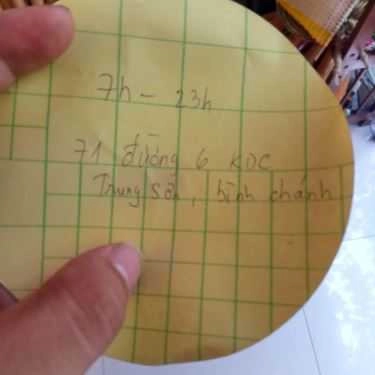 7h - 23h
71 đường 6 KDC
Trung Sơn, bình chánh